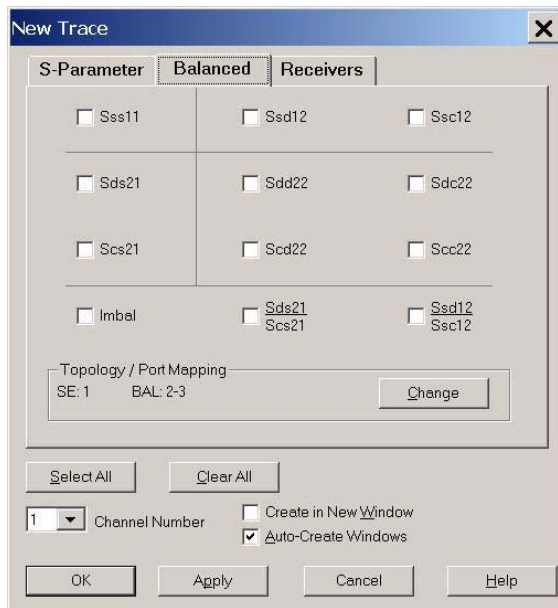 New Trace
S-Parameter Balanced Receivers
Sss11 Ssd12 Ssc12
Sds21 Sdd22 Sdc22
Scs21 Scd22 Scc22
Imbal Sds21 Ssd12
Scs21 Ssc12
Topology / Port Mapping
SE: 1 BAL: 2-3 Change
Select All Clear All
1 Channel Number
Create in New Window
Auto-Create Windows
OK Apply Cancel Help